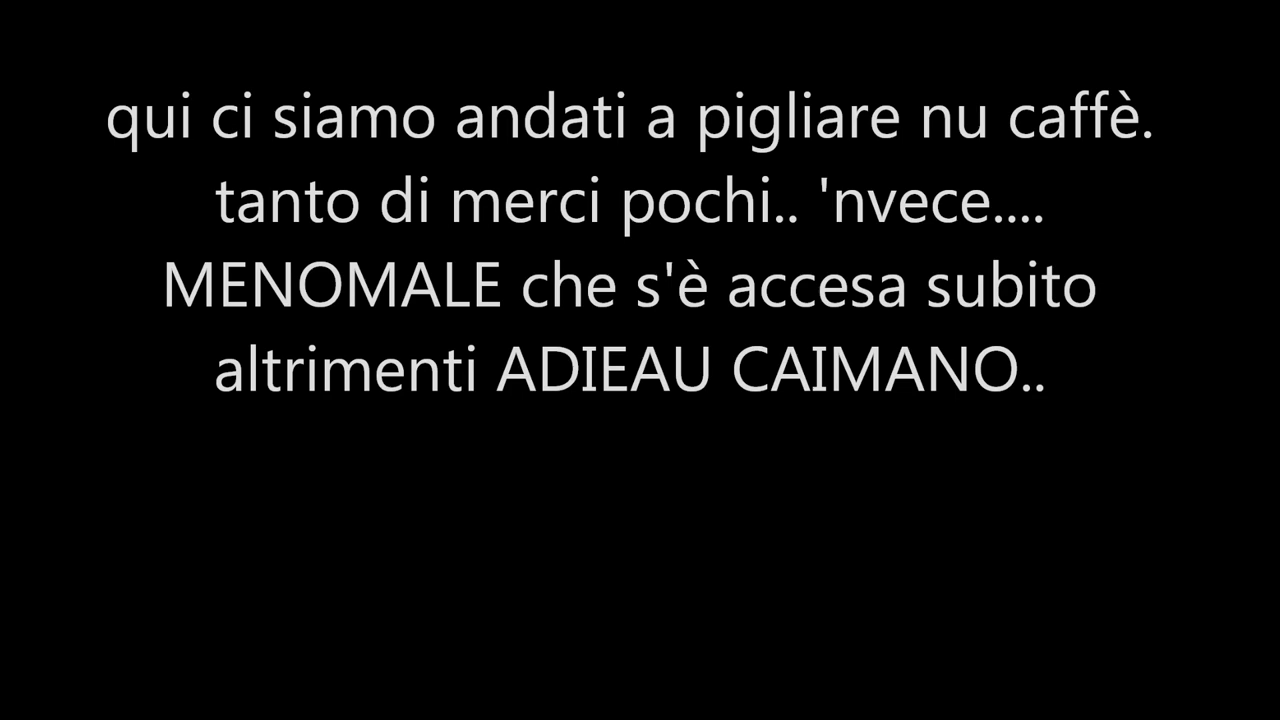 qui ci siamo andati a pigliare nu caffè.
tanto di merci pochi.. 'nvece....
MENOMALE che s'è accesa subito
altrimenti ADIEAU CAIMANO..